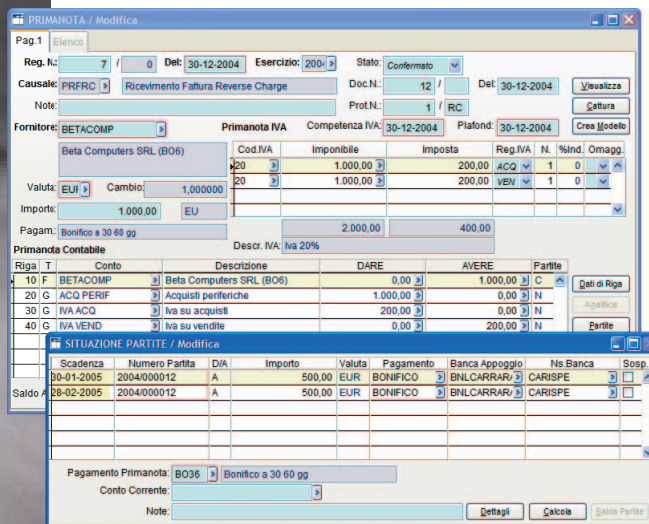 PRIMANOTA / Modifica
Pag.1 Elenco
Reg. N.: 7 / 0 Del: 30-12-2004 Esercizio: 200 Stato: Confermato
Causale: PRFRC Ricevimento Fattura Reverse Charge Doc.N.: 12 / Del: 30-12-2004 Visualizza
Note: Prot.N.: 1 / RC Cattura
Fornitore: BETACOMP Primanota IVA Competenza IVA: 30-12-2004 Plafond: 30-12-2004 Crea Modello
Beta Computers SRL (BO6) Cod.IVA Imponibile Imposta Reg.IVA N. %Ind. Omagg.
20 1.000,00 200,00 ACQ 1 0
20 1.000,00 200,00 VEN 1 0
Valuta: EUR Cambio: 1,000000
Importo: 1.000,00 EU
Pagam.: Bonifico a 30 60 gg 2.000,00 400,00
Descr. IVA: Iva 20%
Primanota Contabile
Riga T Conto Descrizione DARE AVERE Partite
10 F BETACOMP Beta Computers SRL (BO6) 0,00 1.000,00 C Dati di Riga
20 G ACQ PERIF Acquisti periferiche 1.000,00 0,00 N Analitica
30 G IVA ACQ Iva su acquisti 200,00 0,00 N
40 G IVA VEND Iva su vendite 0,00 200,00 N Partite
Saldo A
SITUAZIONE PARTITE / Modifica
Scadenza Numero Partita D/A Importo Valuta Pagamento Banca Appoggio Ns.Banca Sosp.
30-01-2005 2004/000012 A 500,00 EUR BONIFICO BNLCARRAR CARISPE
28-02-2005 2004/000012 A 500,00 EUR BONIFICO BNLCARRAR CARISPE
Pagamento Primanota: BO36 Bonifico a 30 60 gg
Conto Corrente:
Note: Dettagli Calcola Salda Partite